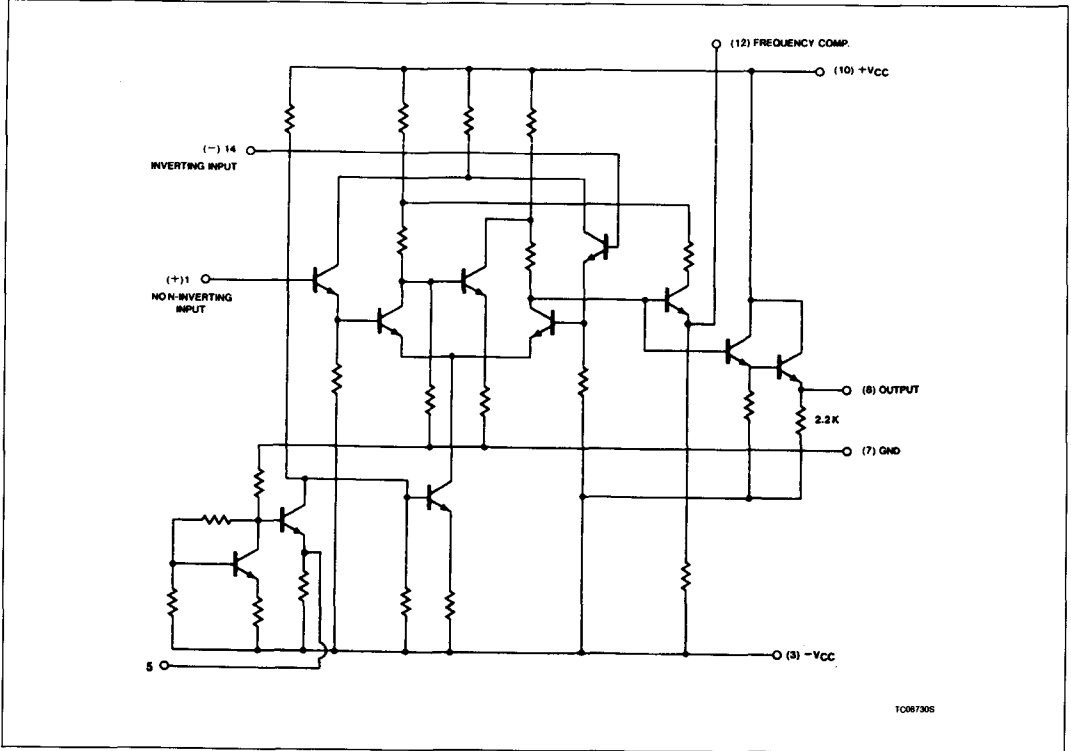 (12) FREQUENCY COMP.
(10) +VCC
(−) 14
INVERTING INPUT
(+)1
NON-INVERTING
INPUT
(8) OUTPUT
2.2K
(7) GND
(3) −VCC
5
TC08730S